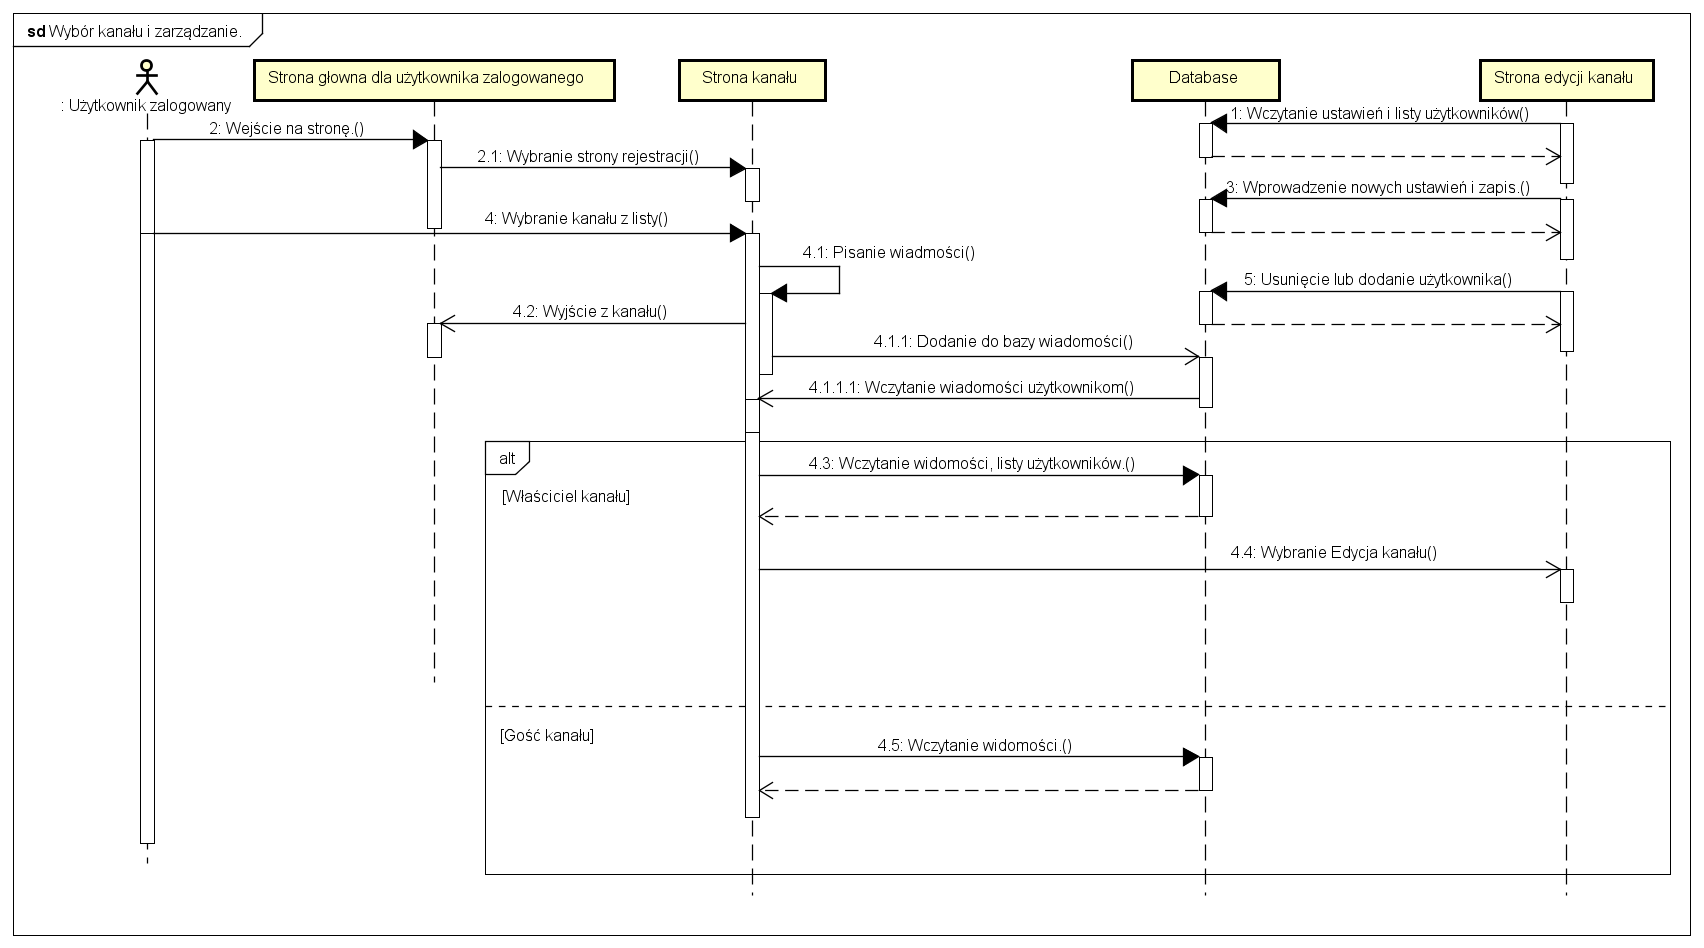 sd Wybór kanału i zarządzanie.
: Użytkownik zalogowany
Strona głowna dla użytkownika zalogowanego
Strona kanału
Database
Strona edycji kanału
1: Wczytanie ustawień i listy użytkowników()
2: Wejście na stronę.()
2.1: Wybranie strony rejestracji()
3: Wprowadzenie nowych ustawień i zapis.()
4: Wybranie kanału z listy()
4.1: Pisanie wiadmości()
5: Usunięcie lub dodanie użytkownika()
4.2: Wyjście z kanału()
4.1.1: Dodanie do bazy wiadomości()
4.1.1.1: Wczytanie wiadomości użytkownikom()
alt
4.3: Wczytanie widomości, listy użytkowników.()
[Właściciel kanału]
4.4: Wybranie Edycja kanału()
[Gość kanału]
4.5: Wczytanie widomości.()